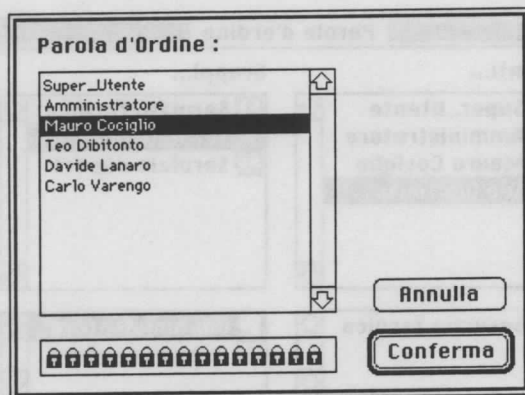 Parola d'Ordine :
Super_Utente
Amministratore
Mauro Cociglio
Teo Dibitonto
Davide Lanaro
Carlo Varengo
Annulla
Conferma